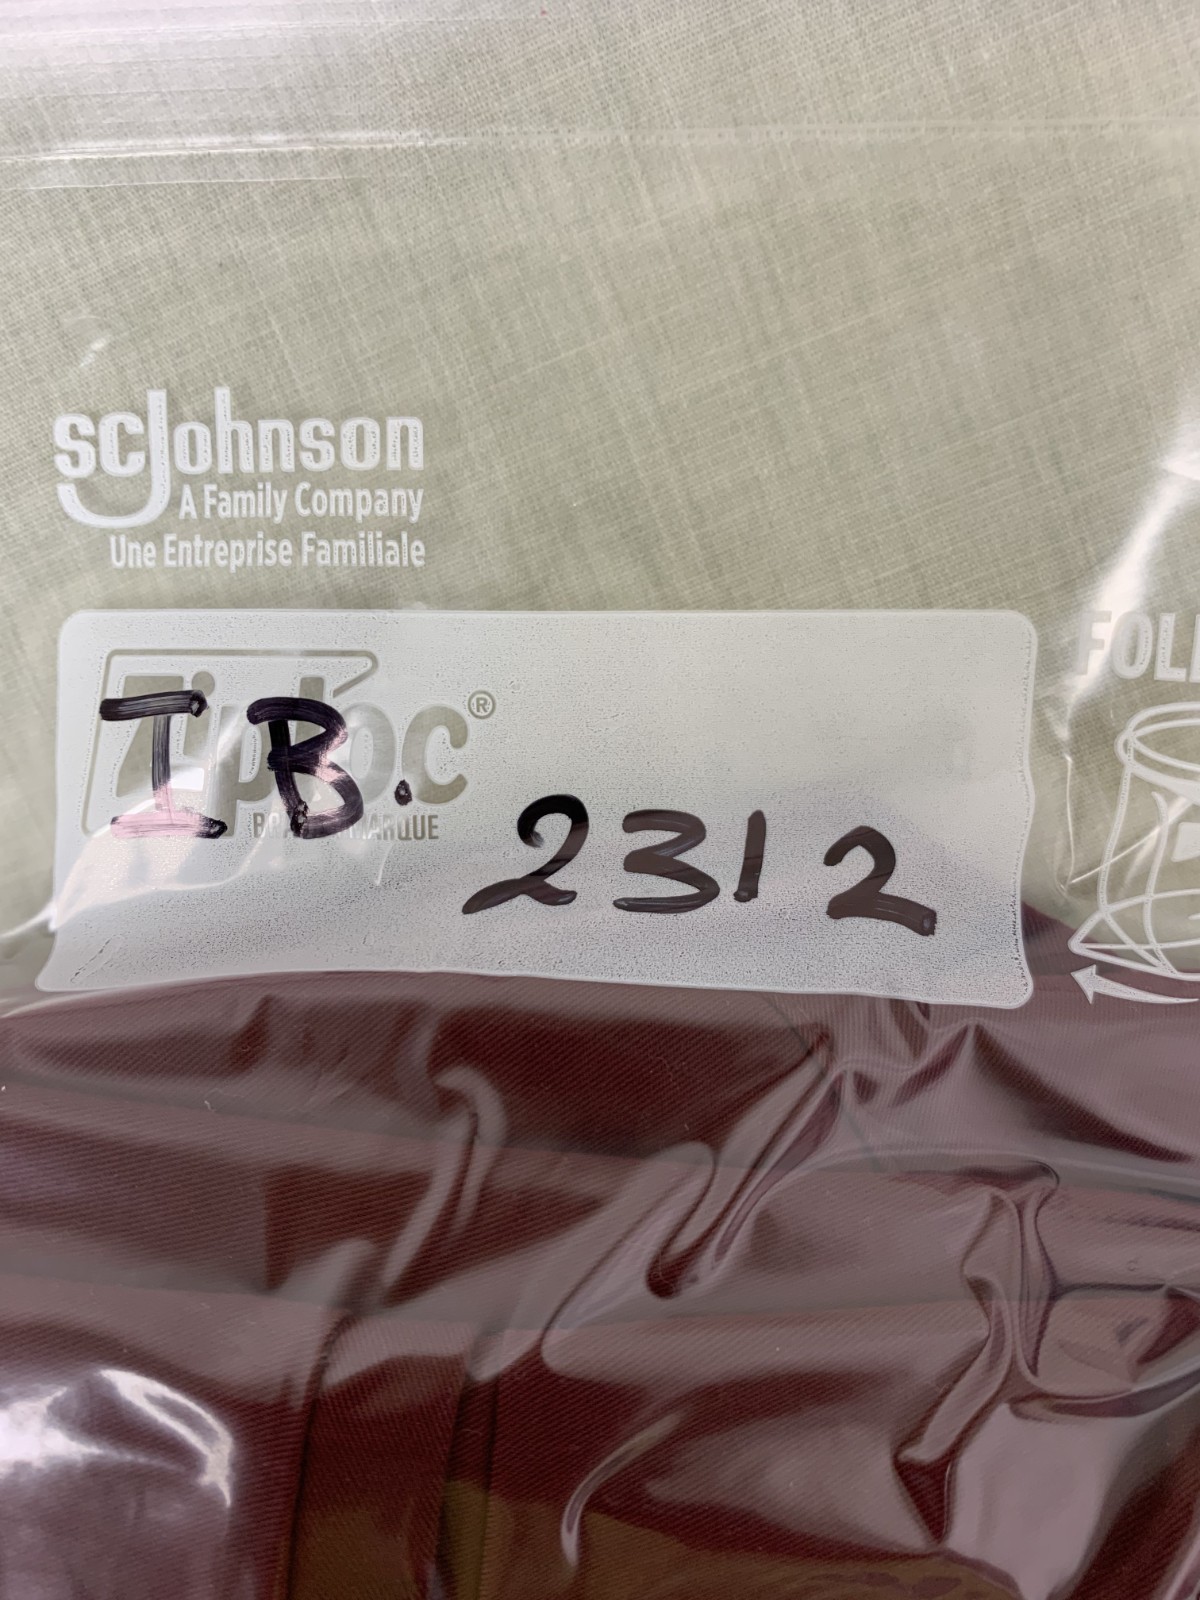 SCJohnson
A Family Company
Une Entreprise Familiale
Ziploc®
I B.
2312